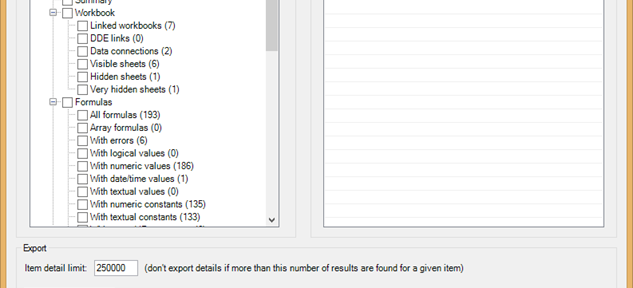 Summary
Workbook
Linked workbooks (7)
DDE links (0)
Data connections (2)
Visible sheets (6)
Hidden sheets (1)
Very hidden sheets (1)
Formulas
All formulas (193)
Array formulas (0)
With errors (6)
With logical values (0)
With numeric values (186)
With date/time values (1)
With textual values (0)
With numeric constants (135)
With textual constants (133)
Export
Item detail limit: 250000 (don't export details if more than this number of results are found for a given item)